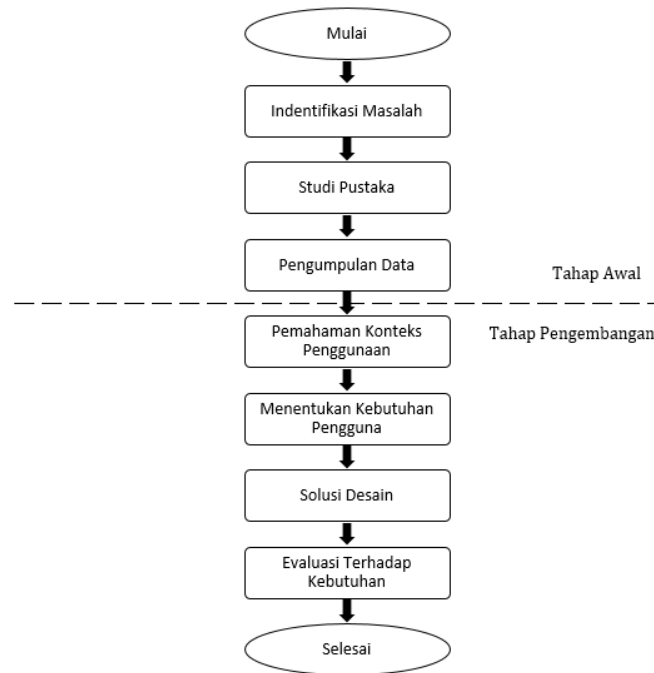 Mulai
Indentifikasi Masalah
Studi Pustaka
Pengumpulan Data
Tahap Awal
Pemahaman Konteks
Penggunaan
Tahap Pengembangan
Menentukan Kebutuhan
Pengguna
Solusi Desain
Evaluasi Terhadap
Kebutuhan
Selesai